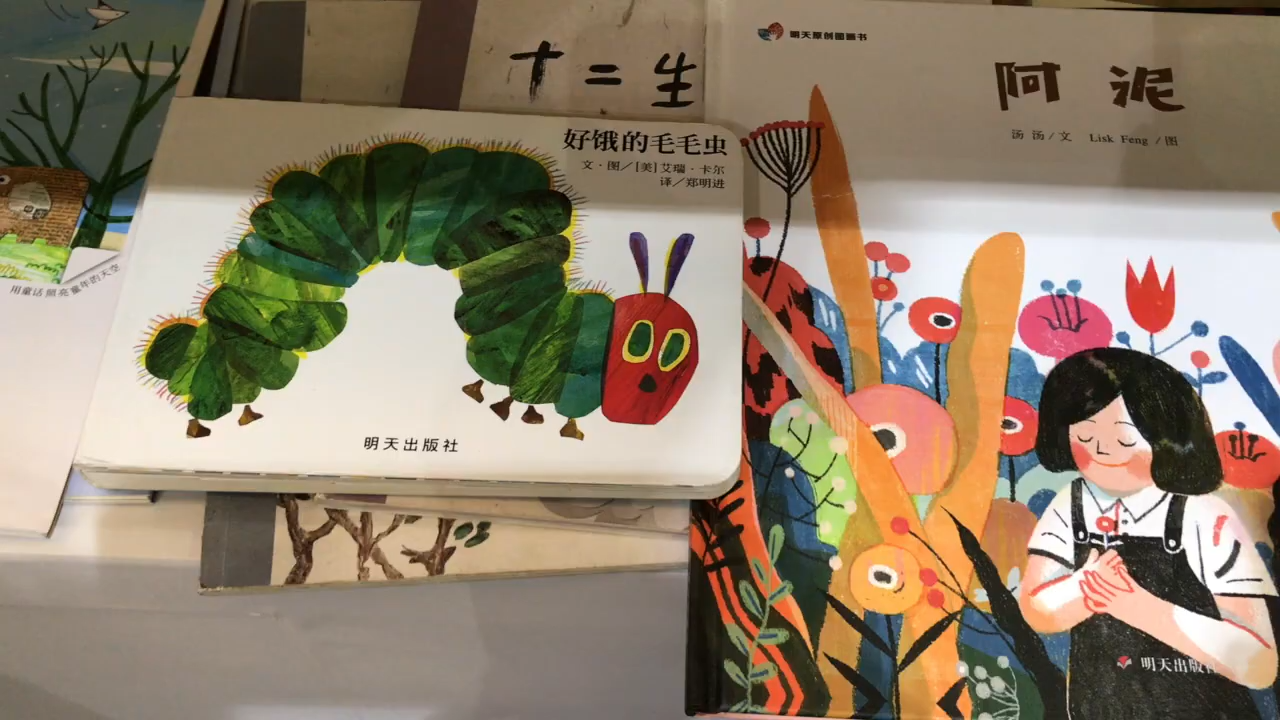 十二生
明天原创图画书
阿泥
汤汤/文 Lisk Feng/图
好饿的毛毛虫
文·图/[美]艾瑞·卡尔
译/郑明进
用童话照亮童年的天空
明天出版社
明天出版社